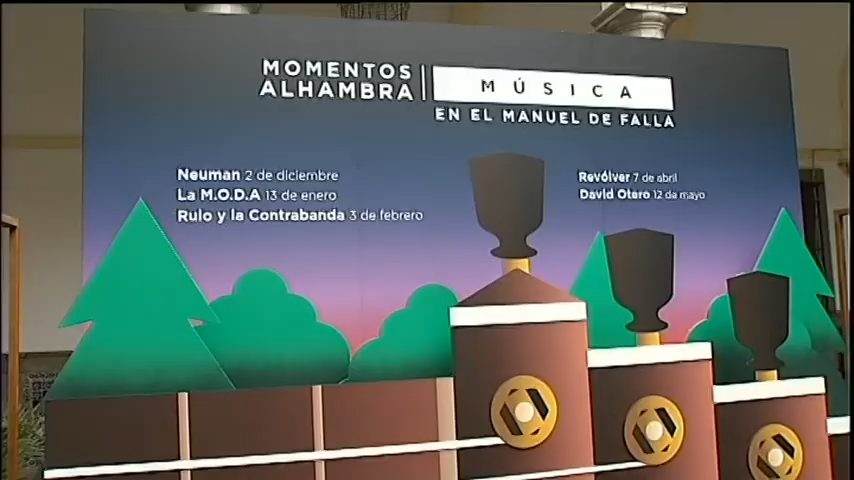 MOMENTOS
ALHAMBRA
MÚSICA
EN EL MANUEL DE FALLA
Neuman 2 de diciembre
La M.O.D.A 13 de enero
Rulo y la Contrabanda 3 de febrero
Revólver 7 de abril
David Otero 12 de mayo